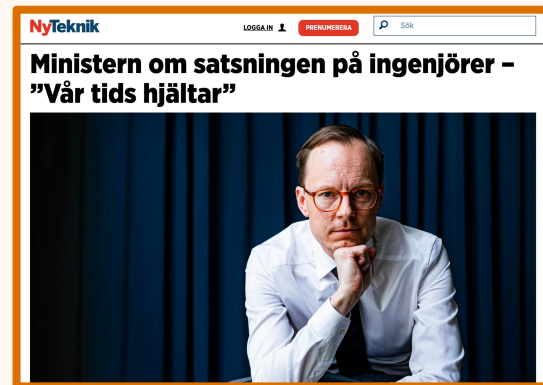 NyTeknik
LOGGA IN
PRENUMERERA
Sök
Ministern om satsningen på ingenjörer –
”Vår tids hjältar”